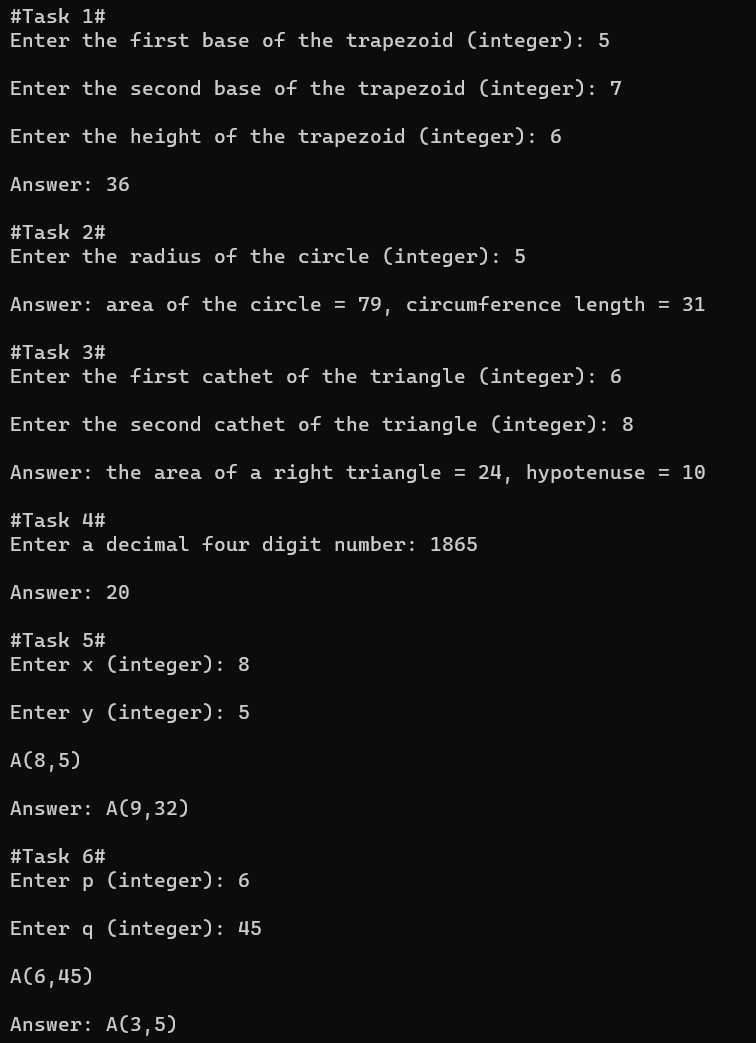 #Task 1#
Enter the first base of the trapezoid (integer): 5
Enter the second base of the trapezoid (integer): 7
Enter the height of the trapezoid (integer): 6
Answer: 36
#Task 2#
Enter the radius of the circle (integer): 5
Answer: area of the circle = 79, circumference length = 31
#Task 3#
Enter the first cathet of the triangle (integer): 6
Enter the second cathet of the triangle (integer): 8
Answer: the area of a right triangle = 24, hypotenuse = 10
#Task 4#
Enter a decimal four digit number: 1865
Answer: 20
#Task 5#
Enter x (integer): 8
Enter y (integer): 5
A(8,5)
Answer: A(9,32)
#Task 6#
Enter p (integer): 6
Enter q (integer): 45
A(6,45)
Answer: A(3,5)